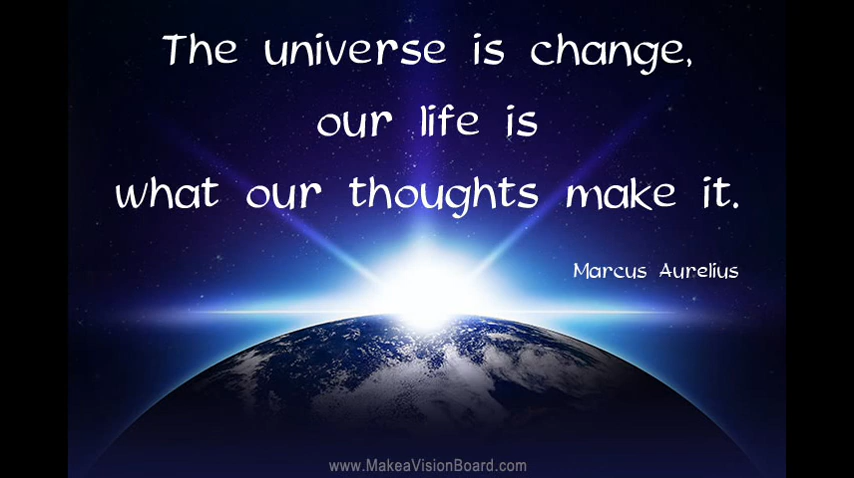 The universe is change,
our life is
what our thoughts make it.
Marcus Aurelius
www.MakeaVisionBoard.com